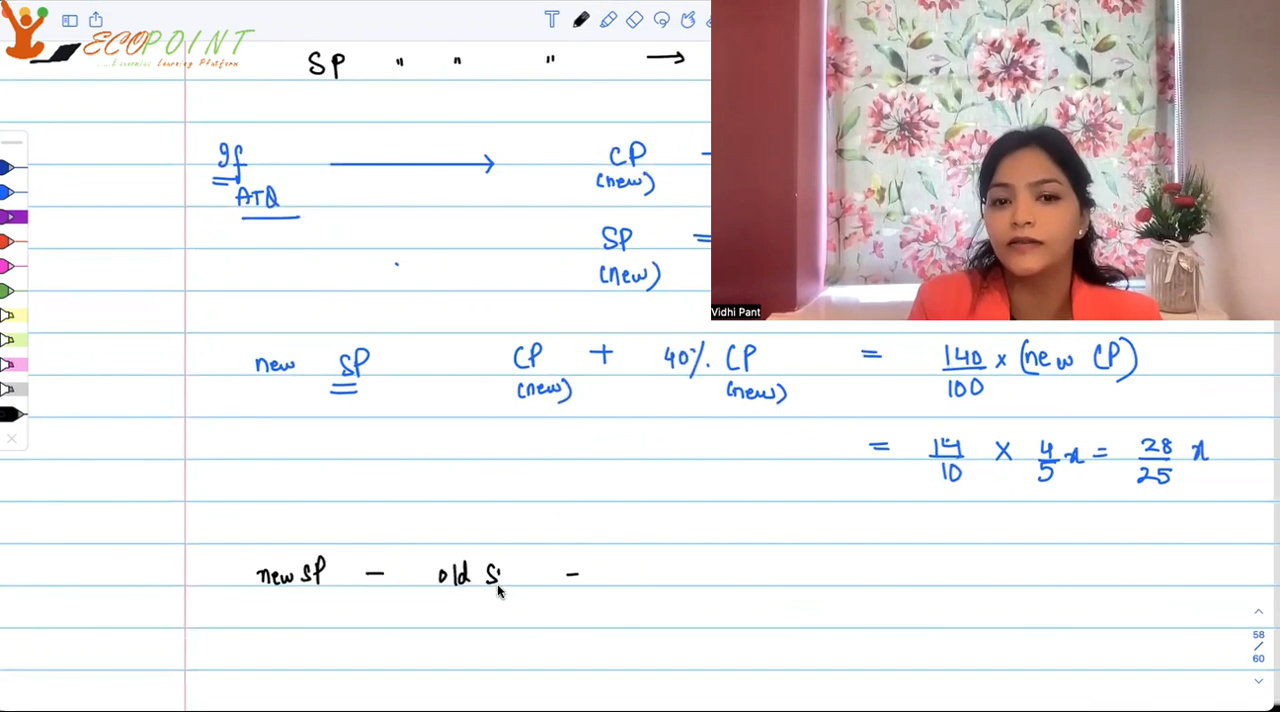 ECOPOINT
...Economics Learning Platform
SP " " " →
If → CP
(new)
ATQ
SP =
(new)
Vidhi Pant
new SP CP + 40% CP = 140/100 × (new CP)
(new) (new)
= 14/10 × 4/5 x = 28/25 x
new SP - old S -
58
/
60